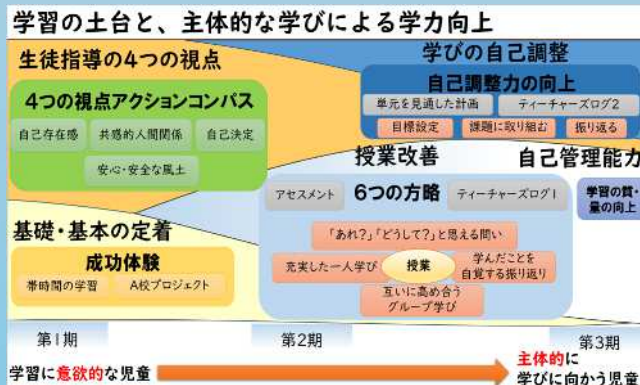 学習の土台と、主体的な学びによる学力向上
生徒指導の4つの視点
4つの視点アクションコンパス
自己存在感
共感的人間関係
自己決定
安心・安全な風土
学びの自己調整
自己調整力の向上
単元を見通した計画
ティーチャーズログ2
目標設定
課題に取り組む
振り返る
授業改善
アセスメント
6つの方略
ティーチャーズログ1
「あれ？」「どうして？」と思える問い
充実した一人学び
授業
学んだことを
自覚する振り返り
互いに高め合う
グループ学び
自己管理能力
学習の質・
量の向上
基礎・基本の定着
成功体験
帯時間の学習
A校プロジェクト
第1期
第2期
第3期
学習に意欲的な児童
主体的に
学びに向かう児童